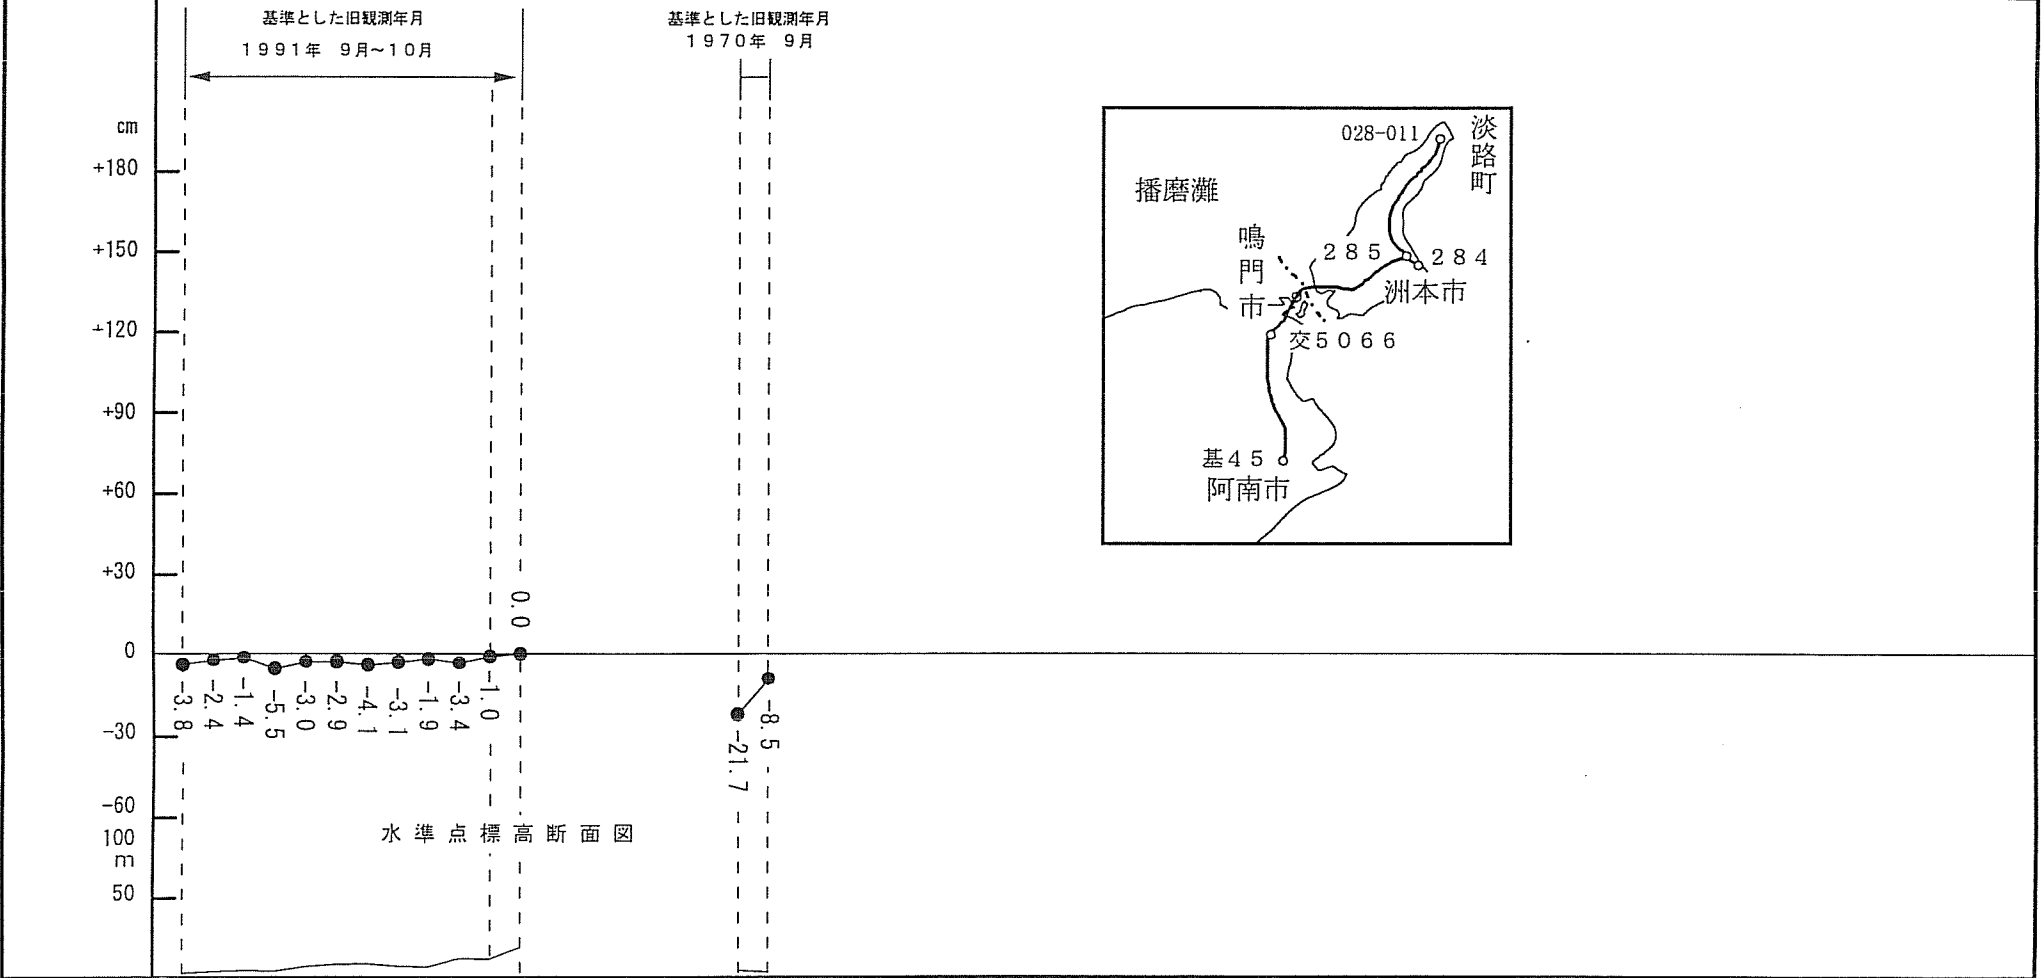 基準とした旧観測年月
1991年 9月~10月
基準とした旧観測年月
1970年 9月
cm
+180
+150
+120
+90
+60
+30
0
-30
-60
100
m
50
0.0
-3.8
-2.4
-1.4
-5.5
-3.0
-2.9
-4.1
-3.1
-1.9
-3.4
-1.0
-21.7
-8.5
水準点標高断面図
028-011
淡路町
播磨灘
鳴門市
285
284
洲本市
交5066
基45
阿南市